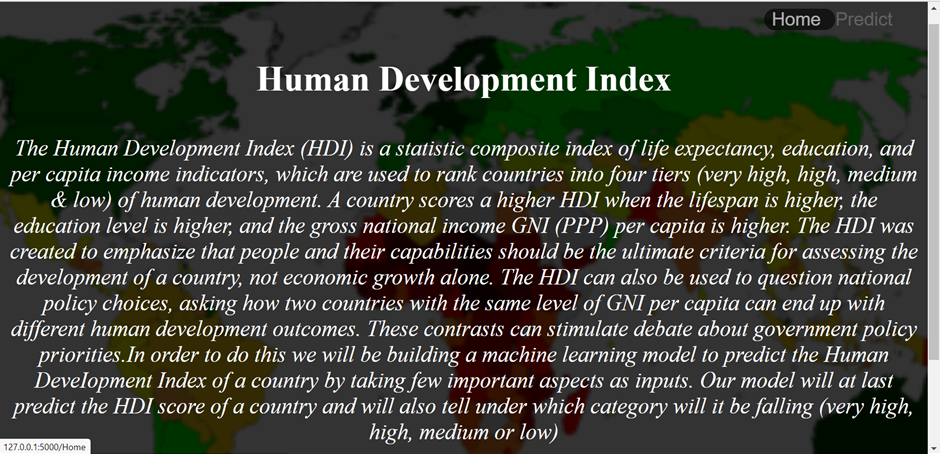 Home Predict
Human Development Index
The Human Development Index (HDI) is a statistic composite index of life expectancy, education, and
per capita income indicators, which are used to rank countries into four tiers (very high, high, medium
& low) of human development. A country scores a higher HDI when the lifespan is higher, the
education level is higher, and the gross national income GNI (PPP) per capita is higher. The HDI was
created to emphasize that people and their capabilities should be the ultimate criteria for assessing the
development of a country, not economic growth alone. The HDI can also be used to question national
policy choices, asking how two countries with the same level of GNI per capita can end up with
different human development outcomes. These contrasts can stimulate debate about government policy
priorities.In order to do this we will be building a machine learning model to predict the Human
Development Index of a country by taking few important aspects as inputs. Our model will at last
predict the HDI score of a country and will also tell under which category will it be falling (very high,
high, medium or low)
127.0.0.1:5000/Home